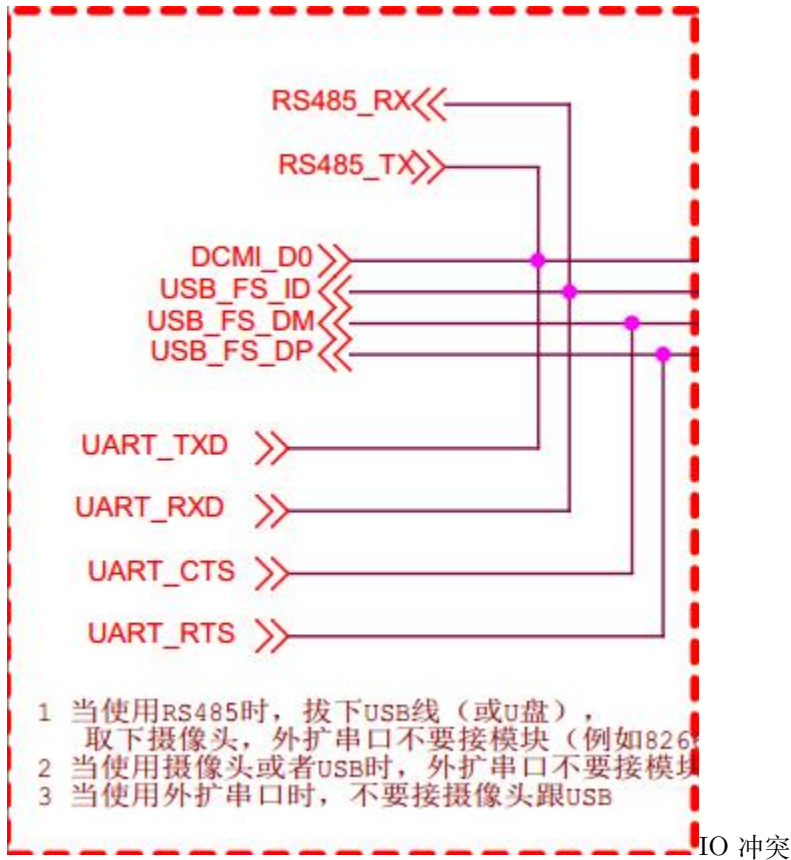 RS485_RX
RS485_TX
DCMI_D0
USB_FS_ID
USB_FS_DM
USB_FS_DP
UART_TXD
UART_RXD
UART_CTS
UART_RTS
1 当使用RS485时，拔下USB线（或U盘），
取下摄像头，外扩串口不要接模块（例如826
2 当使用摄像头或者USB时，外扩串口不要接模块
3 当使用外扩串口时，不要接摄像头跟USB
IO 冲突